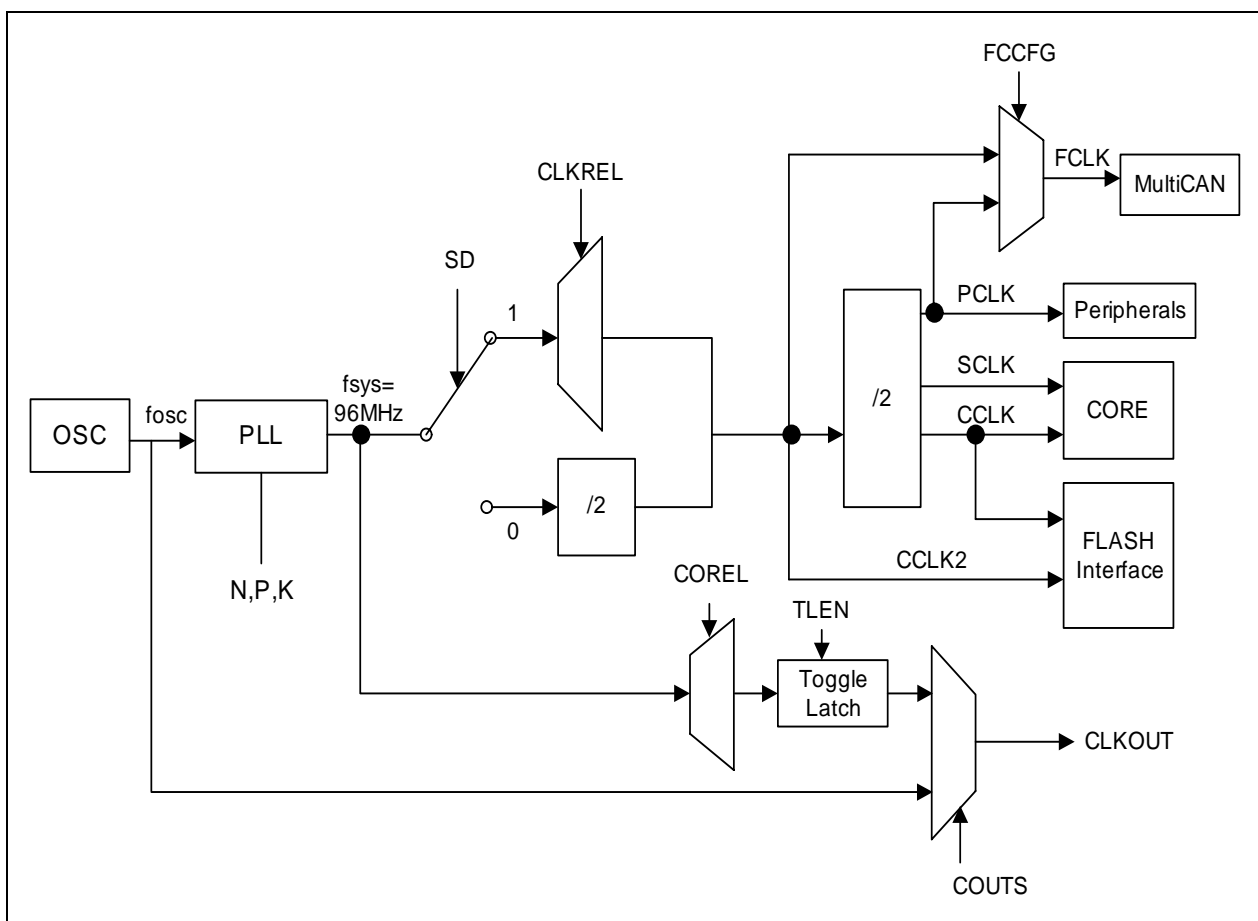 FCCFG
FCLK
MultiCAN
CLKREL
SD
1
PCLK
Peripherals
SCLK
/2
CORE
CCLK
fsys=
96MHz
fosc
OSC
PLL
/2
0
FLASH
Interface
CCLK2
N,P,K
COREL
TLEN
Toggle
Latch
CLKOUT
COUTS